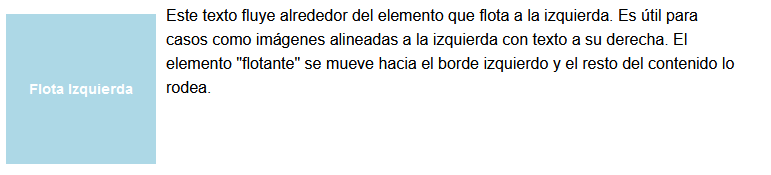 Flota Izquierda
Este texto fluye alrededor del elemento que flota a la izquierda. Es útil para
casos como imágenes alineadas a la izquierda con texto a su derecha. El
elemento "flotante" se mueve hacia el borde izquierdo y el resto del contenido lo
rodea.